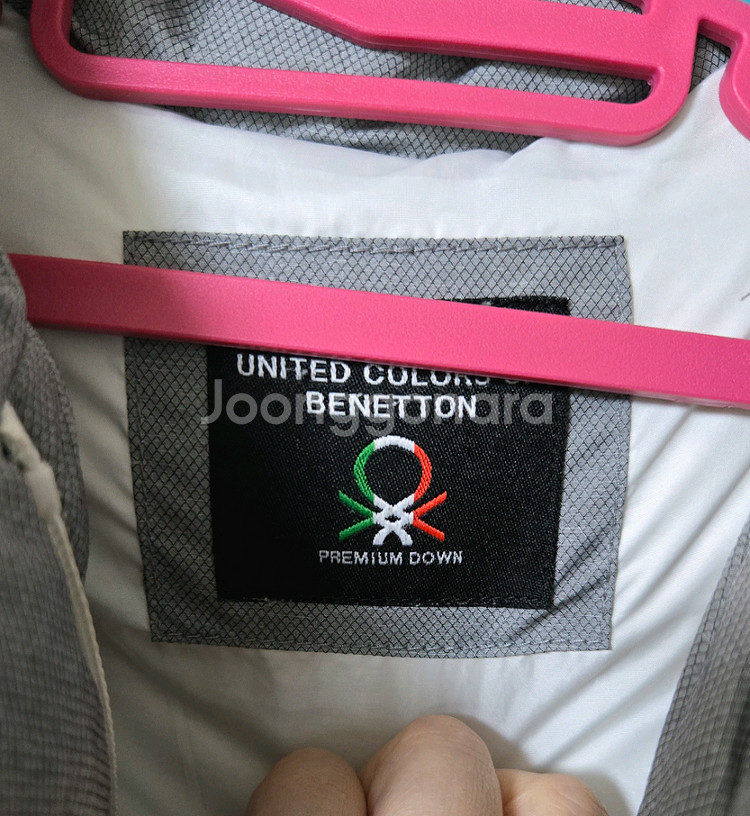 UNITED COLORS
BENETTON
Joonggonara
PREMIUM DOWN